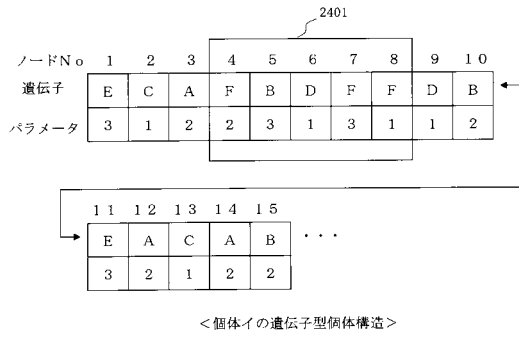 2401
ノードNo 1 2 3 4 5 6 7 8 9 10
遺伝子 E C A F B D F F D B
パラメータ 3 1 2 2 3 1 3 1 1 2
11 12 13 14 15
E A C A B ・・・
3 2 1 2 2
＜個体イの遺伝子型個体構造＞